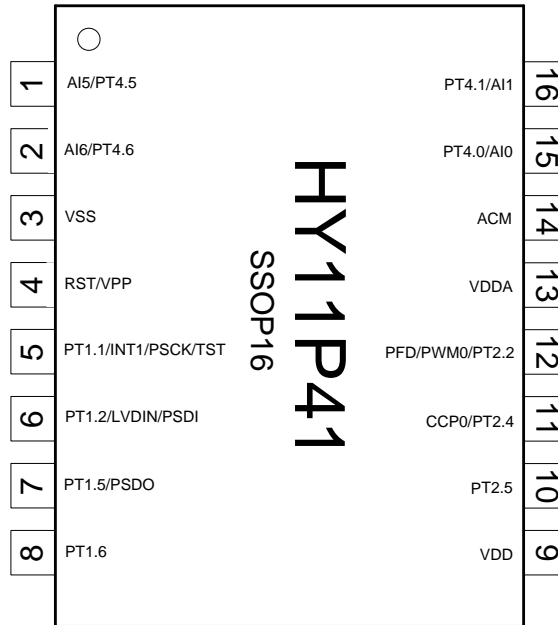 1 AI5/PT4.5 PT4.1/AI1 16
2 AI6/PT4.6 PT4.0/AI0 15
3 VSS ACM 14
4 RST/VPP VDDA 13
5 PT1.1/INT1/PSCK/TST PFD/PWM0/PT2.2 12
6 PT1.2/LVDIN/PSDI CCP0/PT2.4 11
7 PT1.5/PSDO PT2.5 10
8 PT1.6 VDD 9
HY11P41
SSOP16